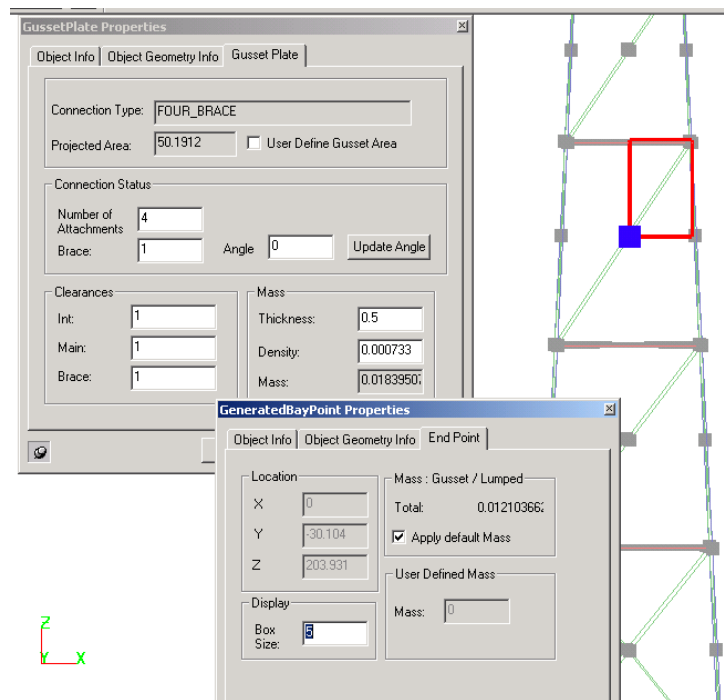 GussetPlate Properties
Object Info Object Geometry Info Gusset Plate
Connection Type: FOUR_BRACE
Projected Area: 50.1912 User Define Gusset Area
Connection Status
Number of Attachments 4
Brace: 1 Angle 0 Update Angle
Clearances
Int: 1
Main: 1
Brace: 1
Mass
Thickness: 0.5
Density: 0.000733
Mass: 0.0183950
GeneratedBayPoint Properties
Object Info Object Geometry Info End Point
Location
X 0
Y -30.104
Z 203.931
Display
Box Size: 5
Mass : Gusset / Lumped
Total: 0.01210366
Apply default Mass
User Defined Mass
Mass: 0
Z
Y X